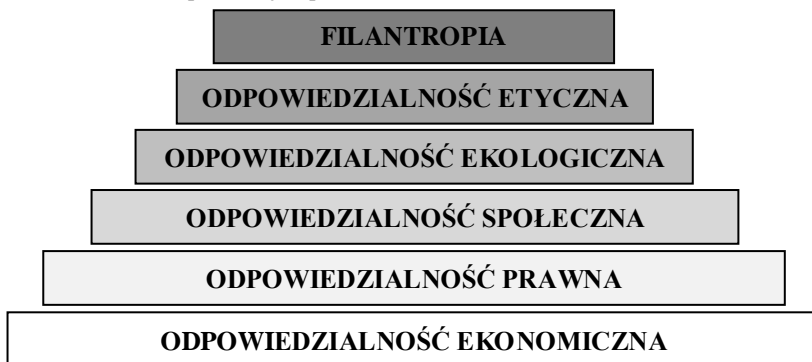 FILANTROPIA
ODPOWIEDZIALNOŚĆ ETYCZNA
ODPOWIEDZIALNOŚĆ EKOLOGICZNA
ODPOWIEDZIALNOŚĆ SPOŁECZNA
ODPOWIEDZIALNOŚĆ PRAWNA
ODPOWIEDZIALNOŚĆ EKONOMICZNA